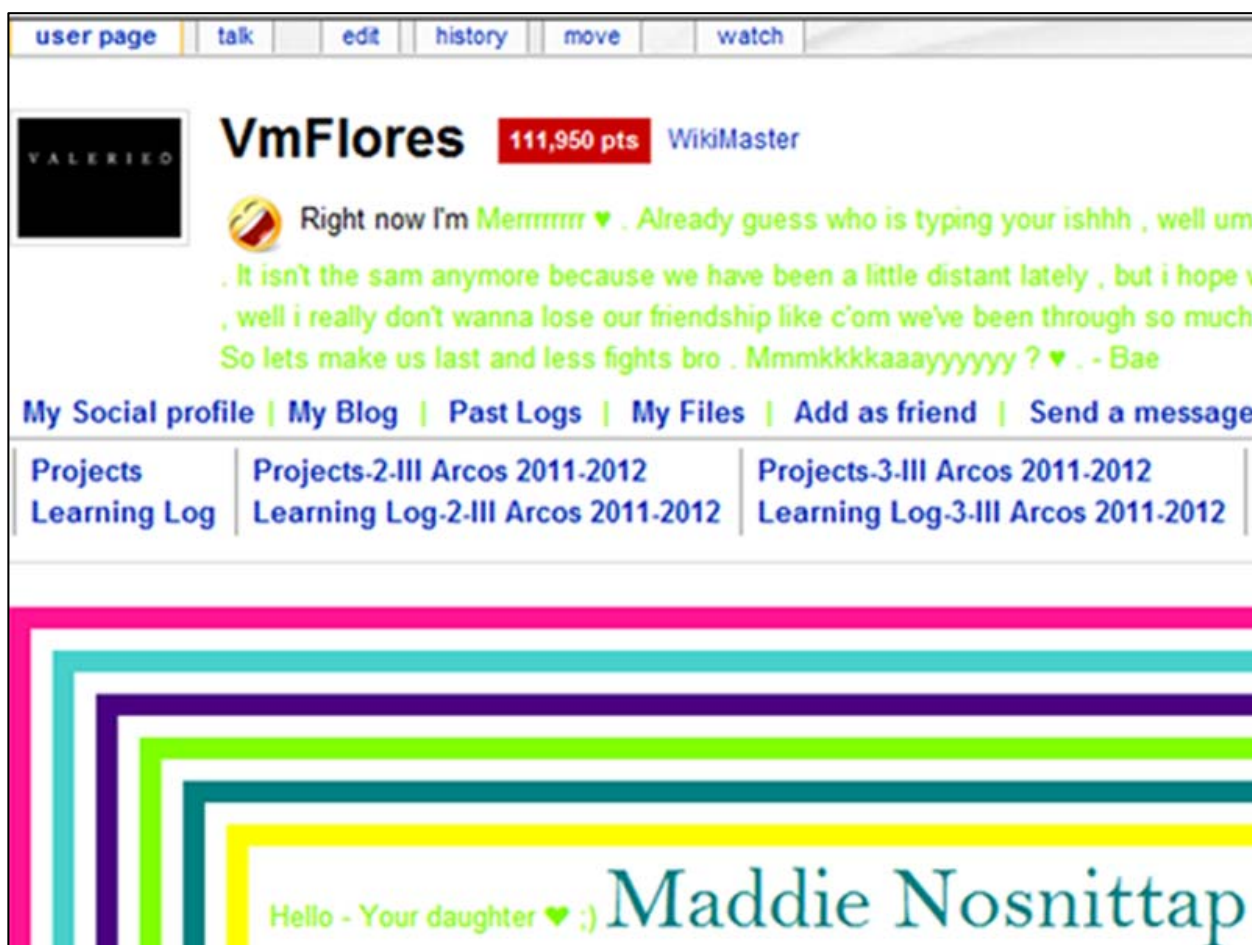 user page talk edit history move watch
VALERIEO
VmFlores 111,950 pts WikiMaster
Right now I'm Merrrrrrrr ♥ . Already guess who is typing your ishhh , well um
. It isn't the sam anymore because we have been a little distant lately , but i hope
, well i really don't wanna lose our friendship like c'om we've been through so much
So lets make us last and less fights bro . Mmmkkkkaaayyyyyyy ? ♥ . - Bae
My Social profile | My Blog | Past Logs | My Files | Add as friend | Send a message
Projects Projects-2-III Arcos 2011-2012 Projects-3-III Arcos 2011-2012
Learning Log Learning Log-2-III Arcos 2011-2012 Learning Log-3-III Arcos 2011-2012
Hello - Your daughter ♥ ;) Maddie Nosnittap